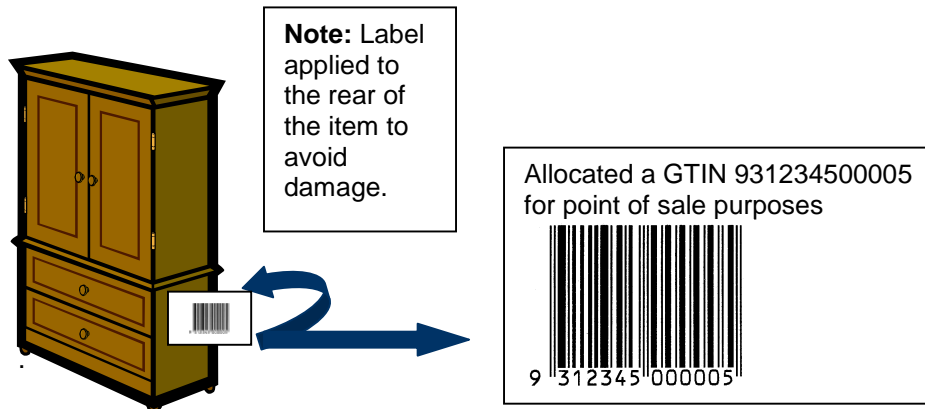 Note: Label
applied to
the rear of
the item to
avoid
damage.
Allocated a GTIN 931234500005
for point of sale purposes
9 312345 000005